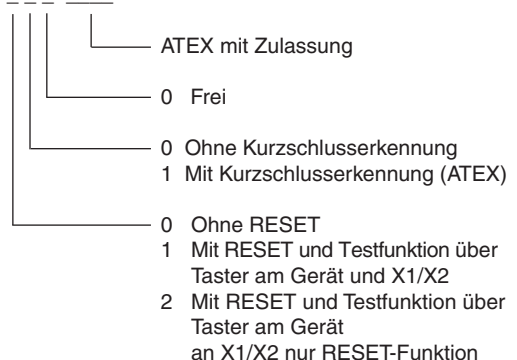 ATEX mit Zulassung
0 Frei
0 Ohne Kurzschlusserkennung
1 Mit Kurzschlusserkennung (ATEX)
0 Ohne RESET
1 Mit RESET und Testfunktion über
Taster am Gerät und X1/X2
2 Mit RESET und Testfunktion über
Taster am Gerät
an X1/X2 nur RESET-Funktion